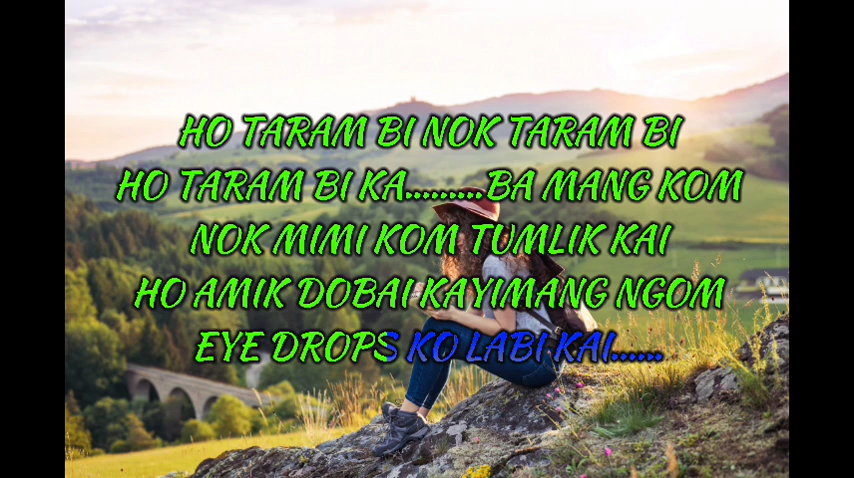 HO TARAM BI NOK TARAM BI
HO TARAM BI KA.........BA MANG KOM
NOK MIMI KOM TUMLIK KAI
HO AMIK DOBAI KAYIMANG NGOM
EYE DROPS KO LABI KAI......